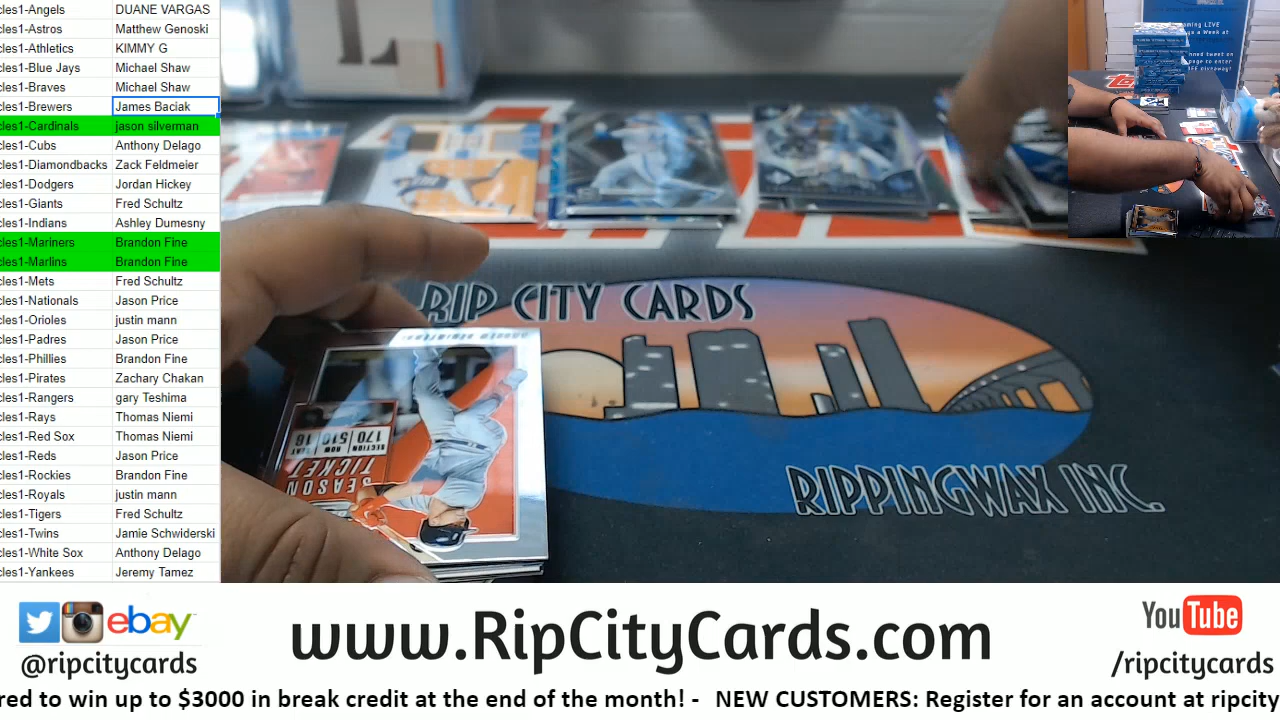 cles1-Angels DUANE VARGAS
cles1-Astros Matthew Genoski
cles1-Athletics KIMMY G
cles1-Blue Jays Michael Shaw
cles1-Braves Michael Shaw
cles1-Brewers James Baciak
cles1-Cardinals jason silverman
cles1-Cubs Anthony Delago
cles1-Diamondbacks Zack Feldmeier
cles1-Dodgers Jordan Hickey
cles1-Giants Fred Schultz
cles1-Indians Ashley Dumesny
cles1-Mariners Brandon Fine
cles1-Marlins Brandon Fine
cles1-Mets Fred Schultz
cles1-Nationals Jason Price
cles1-Orioles justin mann
cles1-Padres Jason Price
cles1-Phillies Brandon Fine
cles1-Pirates Zachary Chakan
cles1-Rangers gary Teshima
cles1-Rays Thomas Niemi
cles1-Red Sox Thomas Niemi
cles1-Reds Jason Price
cles1-Rockies Brandon Fine
cles1-Royals justin mann
cles1-Tigers Fred Schultz
cles1-Twins Jamie Schwiderski
cles1-White Sox Anthony Delago
cles1-Yankees Jeremy Tamez
RIP CITY CARDS
RIPPINGWAX INC.
SEASON
TICKET
SECTION ROW SEAT
170 510 16
ebay
@ripcitycards
www.RipCityCards.com
YouTube
/ripcitycards
red to win up to $3000 in break credit at the end of the month! - NEW CUSTOMERS: Register for an account at ripcity